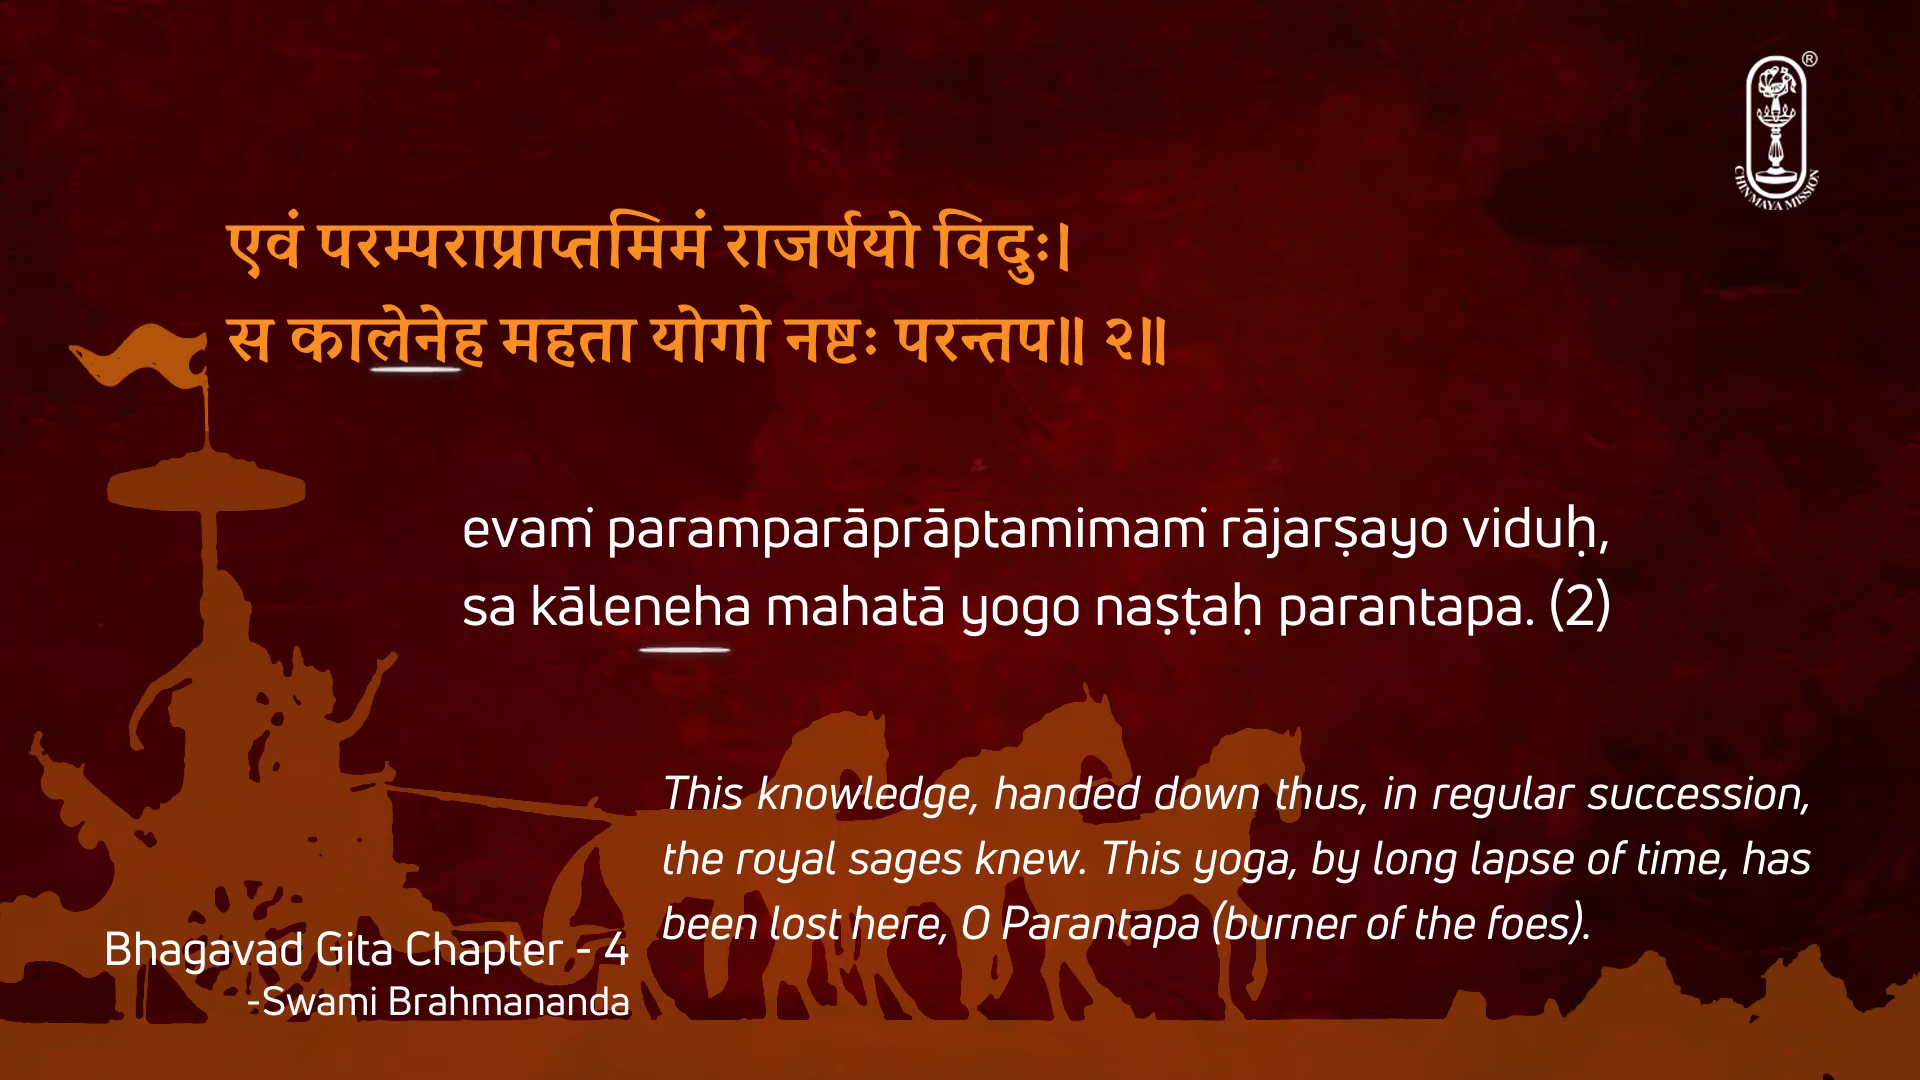 ®
CHINMAYA MISSION
एवं परम्पराप्राप्तमिमं राजर्षयो विदुः।
स कालेनेह महता योगो नष्टः परन्तप॥ २॥
evaṁ paramparāprāptamimaṁ rājarṣayo viduḥ,
sa kāleneha mahatā yogo naṣṭaḥ parantapa. (2)
This knowledge, handed down thus, in regular succession,
the royal sages knew. This yoga, by long lapse of time, has
been lost here, O Parantapa (burner of the foes).
Bhagavad Gita Chapter - 4
-Swami Brahmananda